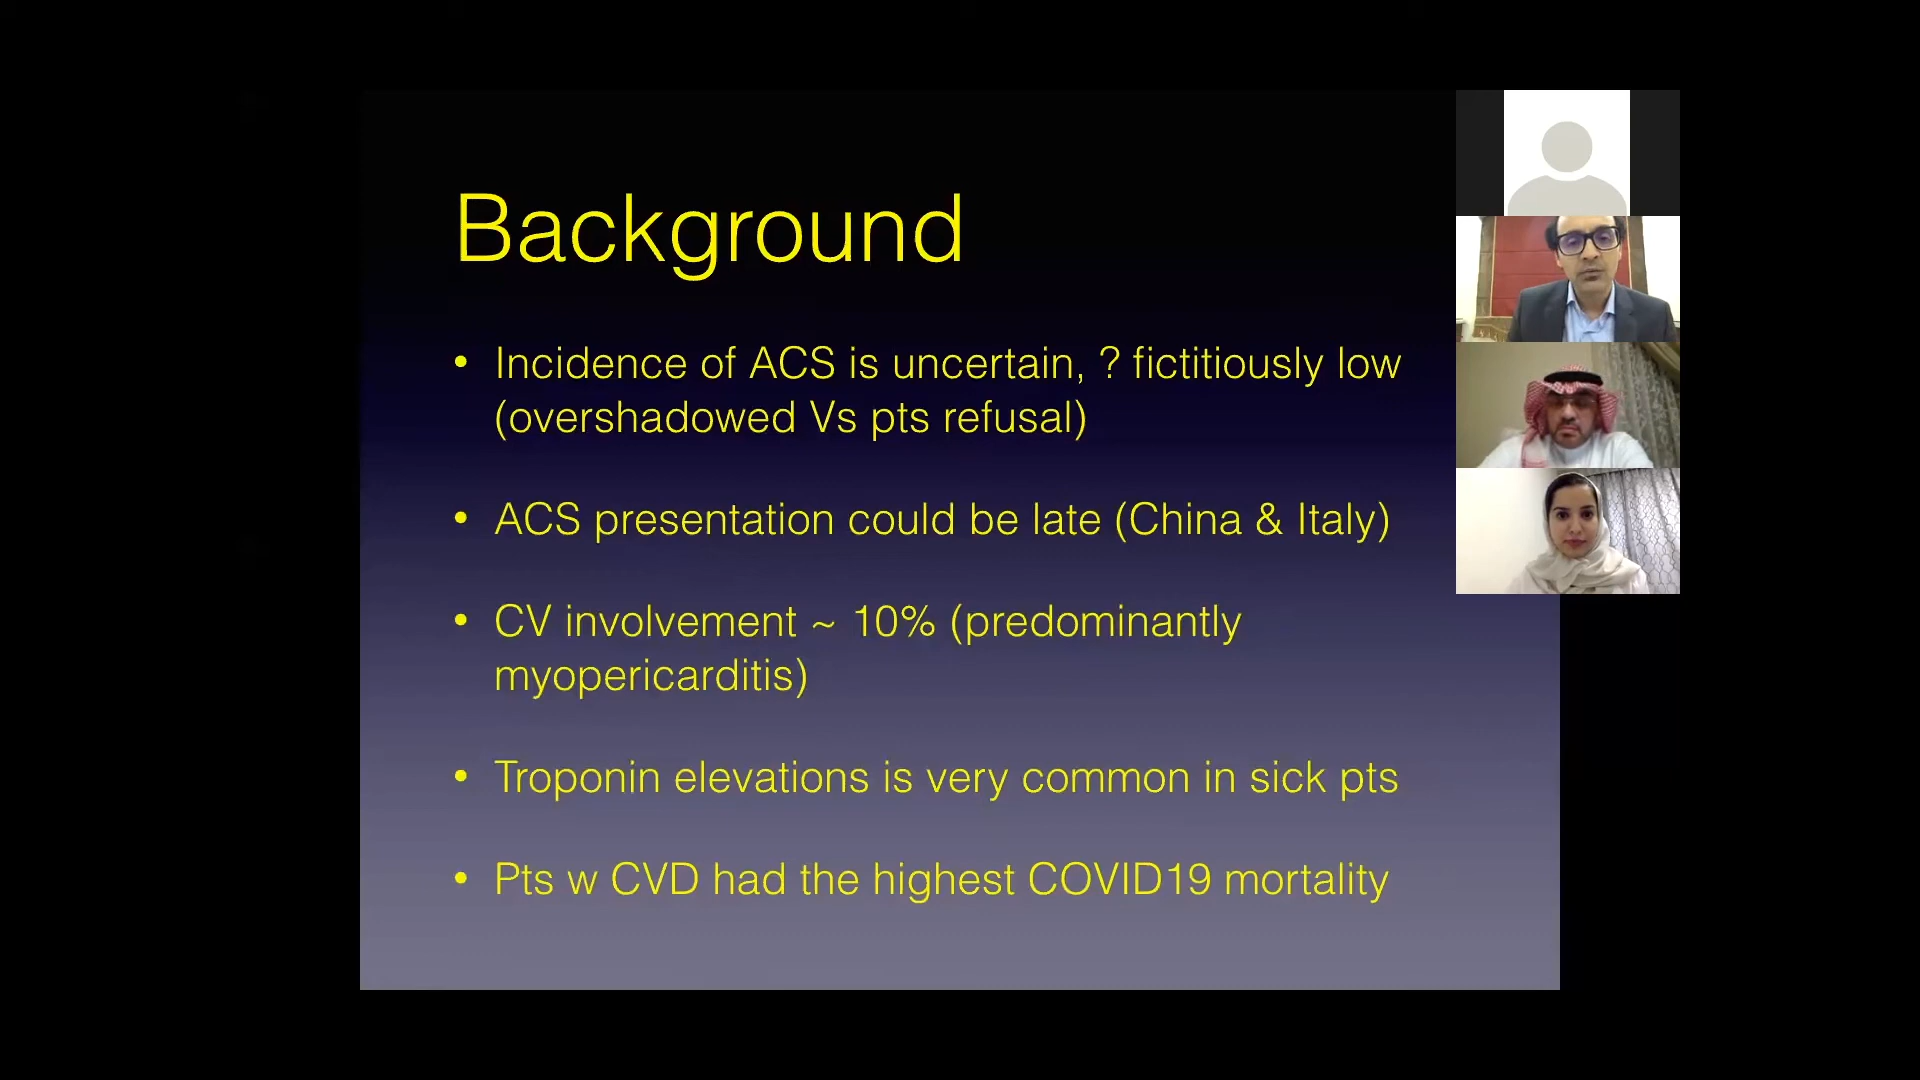 Background
• Incidence of ACS is uncertain, ? fictitiously low
(overshadowed Vs pts refusal)
• ACS presentation could be late (China & Italy)
• CV involvement ~ 10% (predominantly
myopericarditis)
• Troponin elevations is very common in sick pts
• Pts w CVD had the highest COVID19 mortality